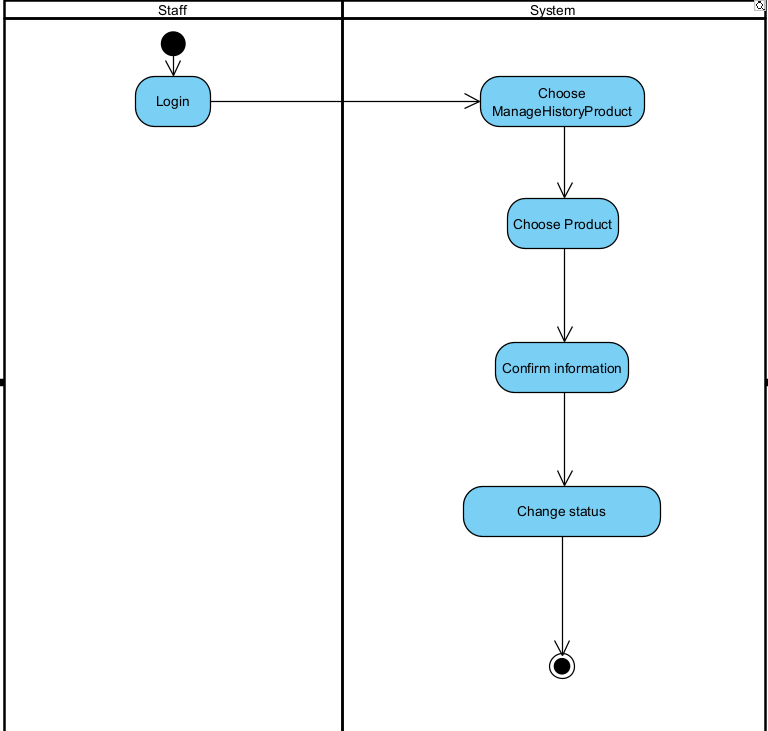 Staff
System
Login
Choose
ManageHistoryProduct
Choose Product
Confirm information
Change status